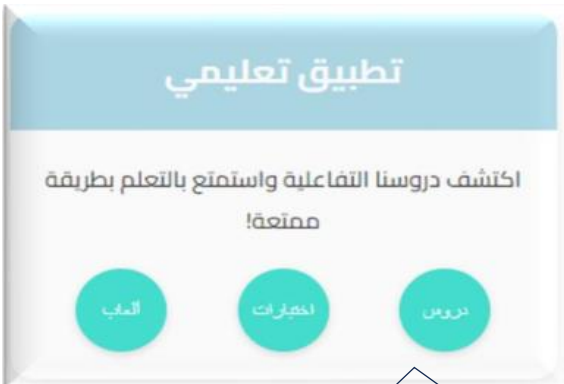 تطبيق تعليمي
اكتشف دروسنا التفاعلية واستمتع بالتعلم بطريقة
ممتعة!
دروس
اختبارات
ألعاب